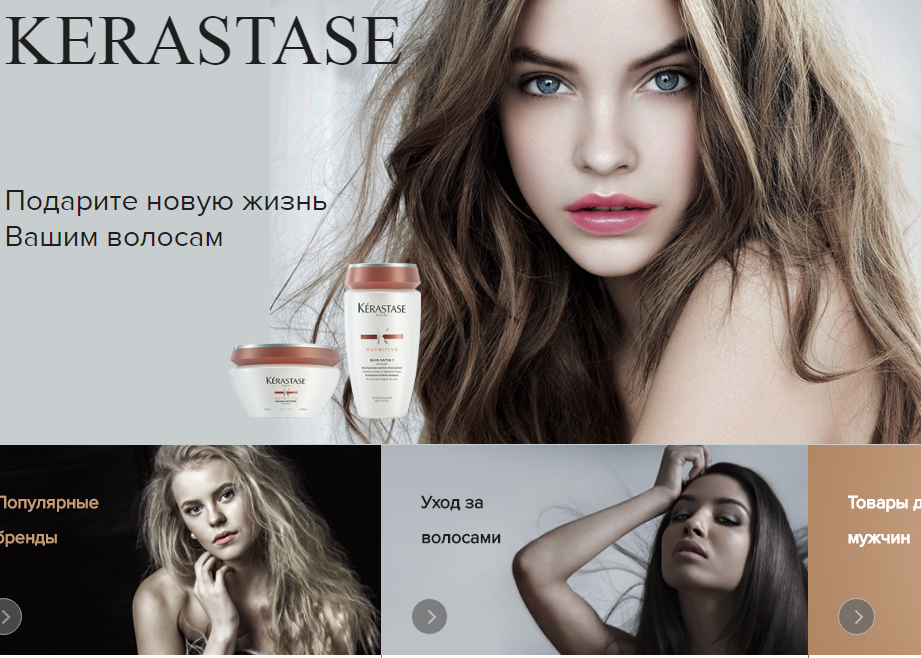 KERASTASE
Подарите новую жизнь
Вашим волосам
KÉRASTASE
PARIS
NUTRITIVE
BAIN SATIN 1
KÉRASTASE
Популярные
бренды
Уход за
волосами
Товары д
мужчин